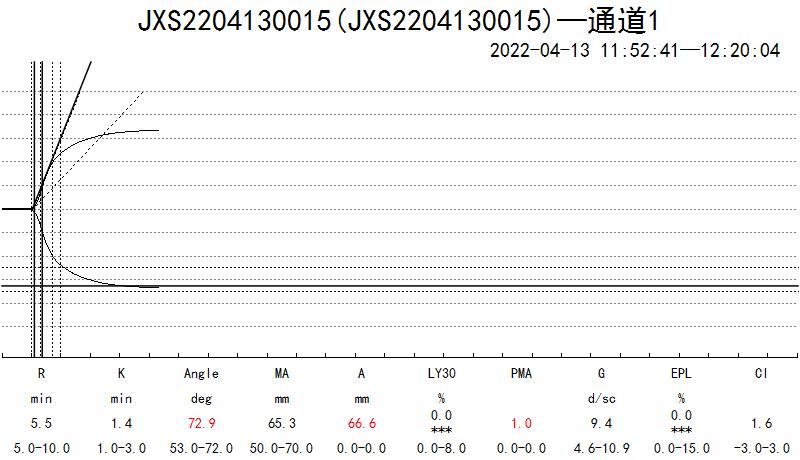 JXS2204130015(JXS2204130015)—通道1
2022-04-13 11:52:41—12:20:04
R K Angle MA A LY30 PMA G EPL CI
min min deg mm mm % d/sc %
5.5 1.4 72.9 65.3 66.6 0.0 *** 1.0 9.4 0.0 *** 1.6
5.0-10.0 1.0-3.0 53.0-72.0 50.0-70.0 0.0-0.0 0.0-8.0 0.0-0.0 4.6-10.9 0.0-15.0 -3.0-3.0